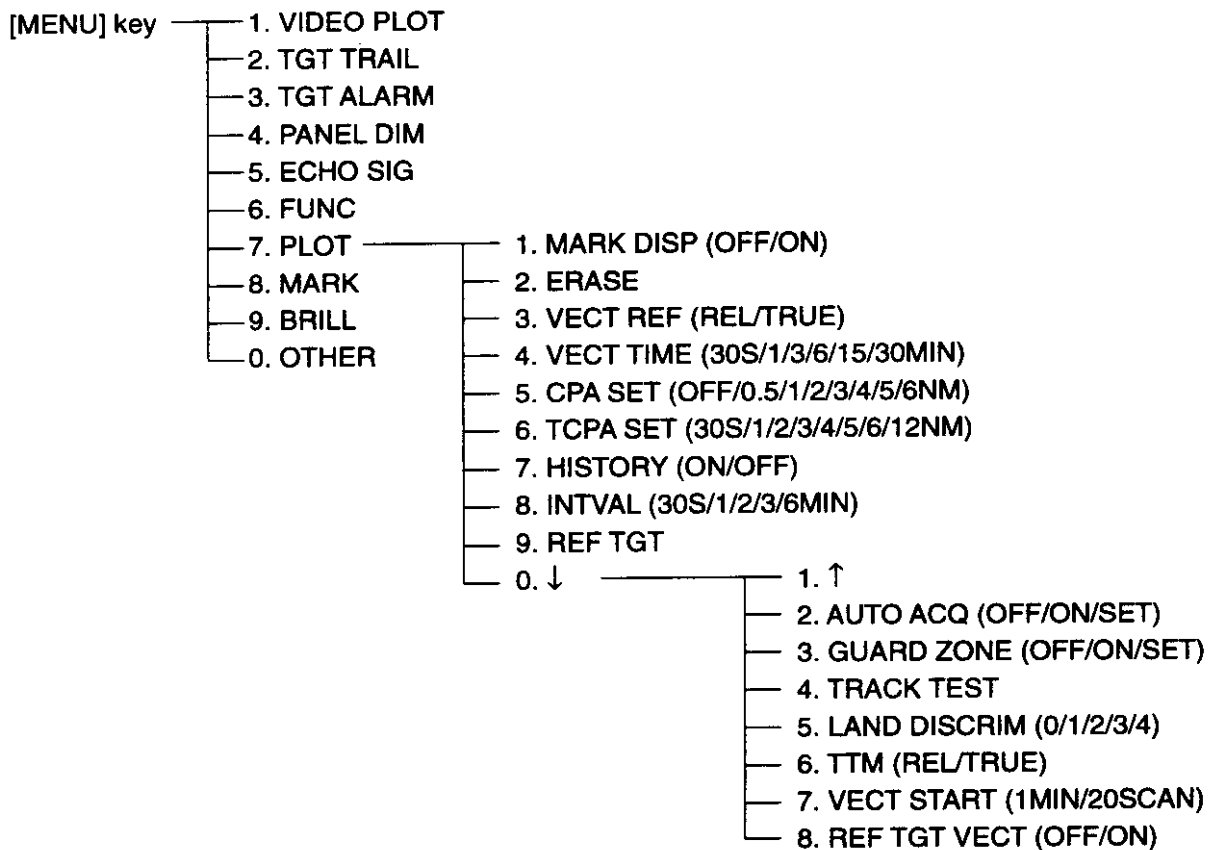 [MENU] key
1. VIDEO PLOT
2. TGT TRAIL
3. TGT ALARM
4. PANEL DIM
5. ECHO SIG
6. FUNC
7. PLOT
8. MARK
9. BRILL
0. OTHER
1. MARK DISP (OFF/ON)
2. ERASE
3. VECT REF (REL/TRUE)
4. VECT TIME (30S/1/3/6/15/30MIN)
5. CPA SET (OFF/0.5/1/2/3/4/5/6NM)
6. TCPA SET (30S/1/2/3/4/5/6/12NM)
7. HISTORY (ON/OFF)
8. INTVAL (30S/1/2/3/6MIN)
9. REF TGT
0. ↓
1. ↑
2. AUTO ACQ (OFF/ON/SET)
3. GUARD ZONE (OFF/ON/SET)
4. TRACK TEST
5. LAND DISCRIM (0/1/2/3/4)
6. TTM (REL/TRUE)
7. VECT START (1MIN/20SCAN)
8. REF TGT VECT (OFF/ON)